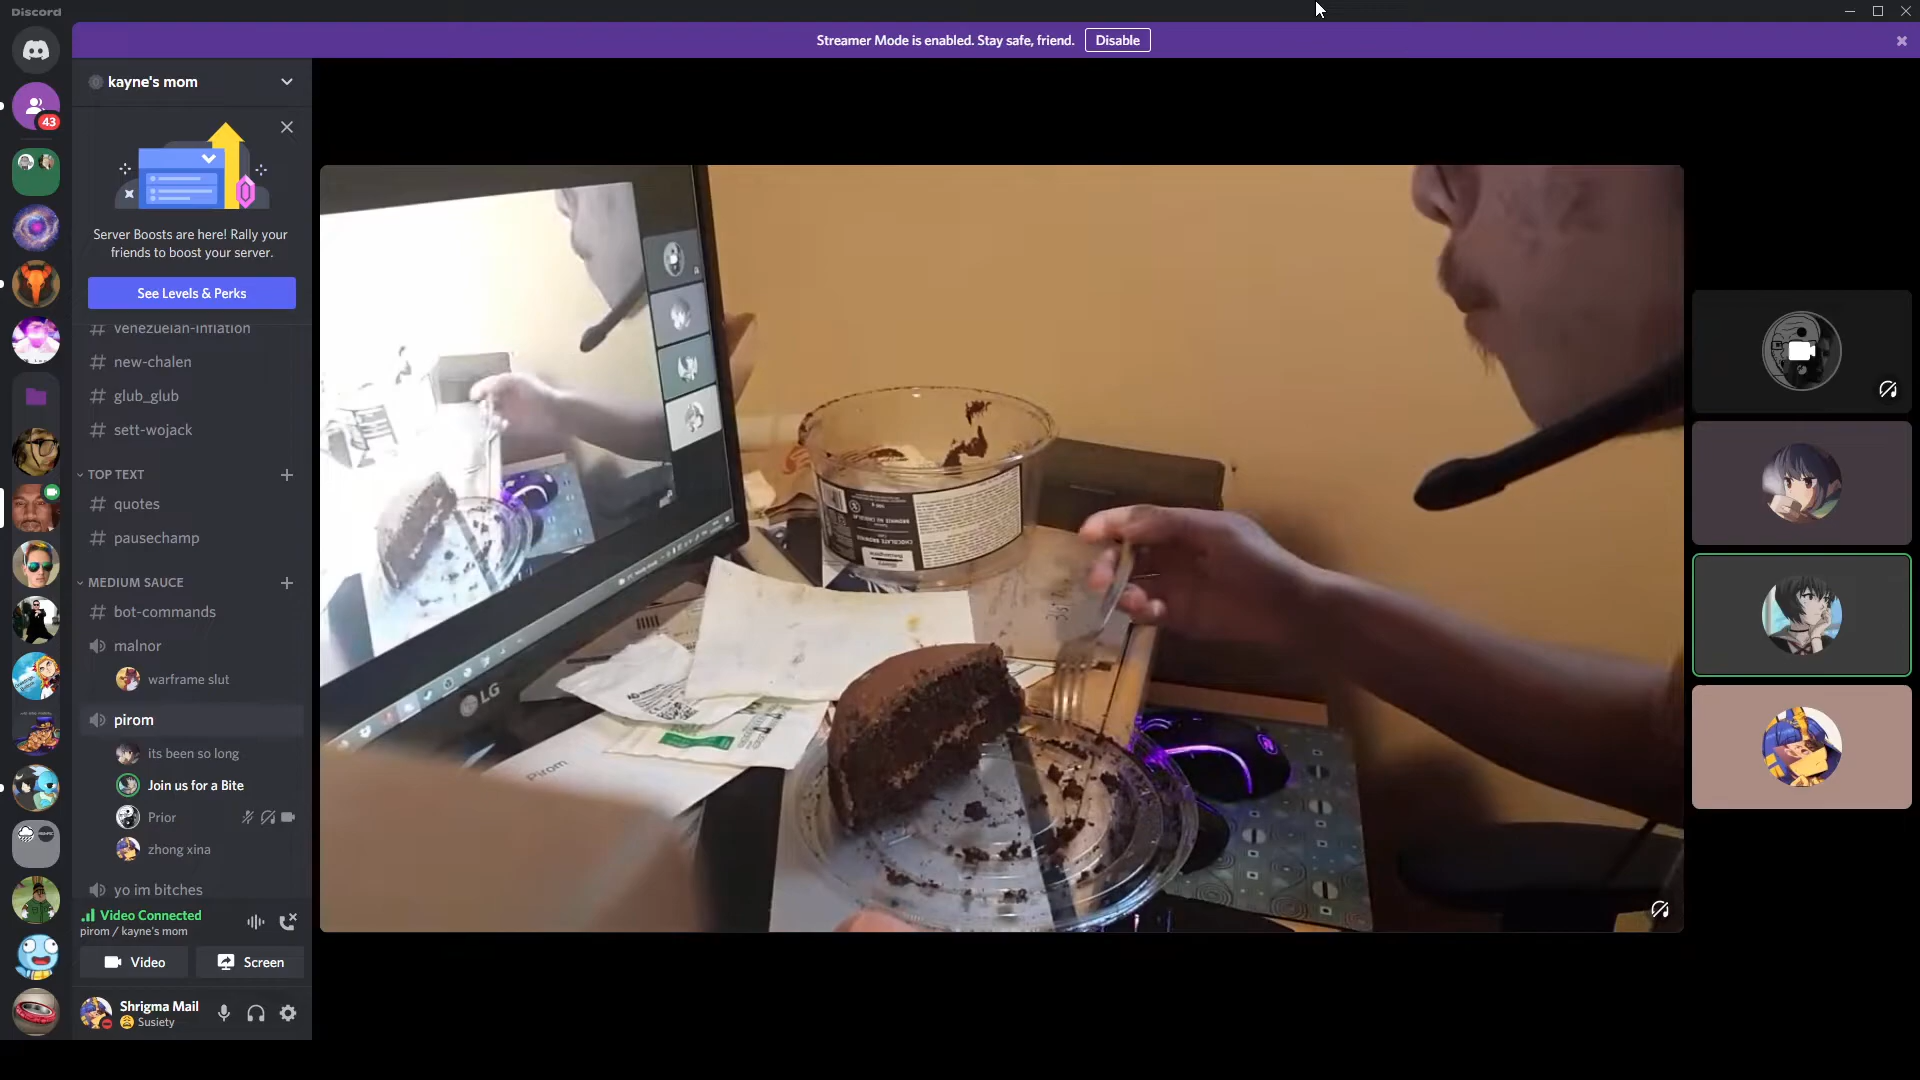 Discord
Streamer Mode is enabled. Stay safe, friend.
Disable
kayne's mom
43
Server Boosts are here! Rally your
friends to boost your server.
See Levels & Perks
venezuelan-inflation
new-chalen
glub_glub
sett-wojack
TOP TEXT
quotes
pausechamp
MEDIUM SAUCE
bot-commands
malnor
warframe slut
pirom
its been so long
Join us for a Bite
Prior
zhong xina
yo im bitches
Video Connected
pirom / kayne's mom
Video
Screen
Shrigma Mail
Susiety
LG
Pirom
CHOCOLATE BROWNIE